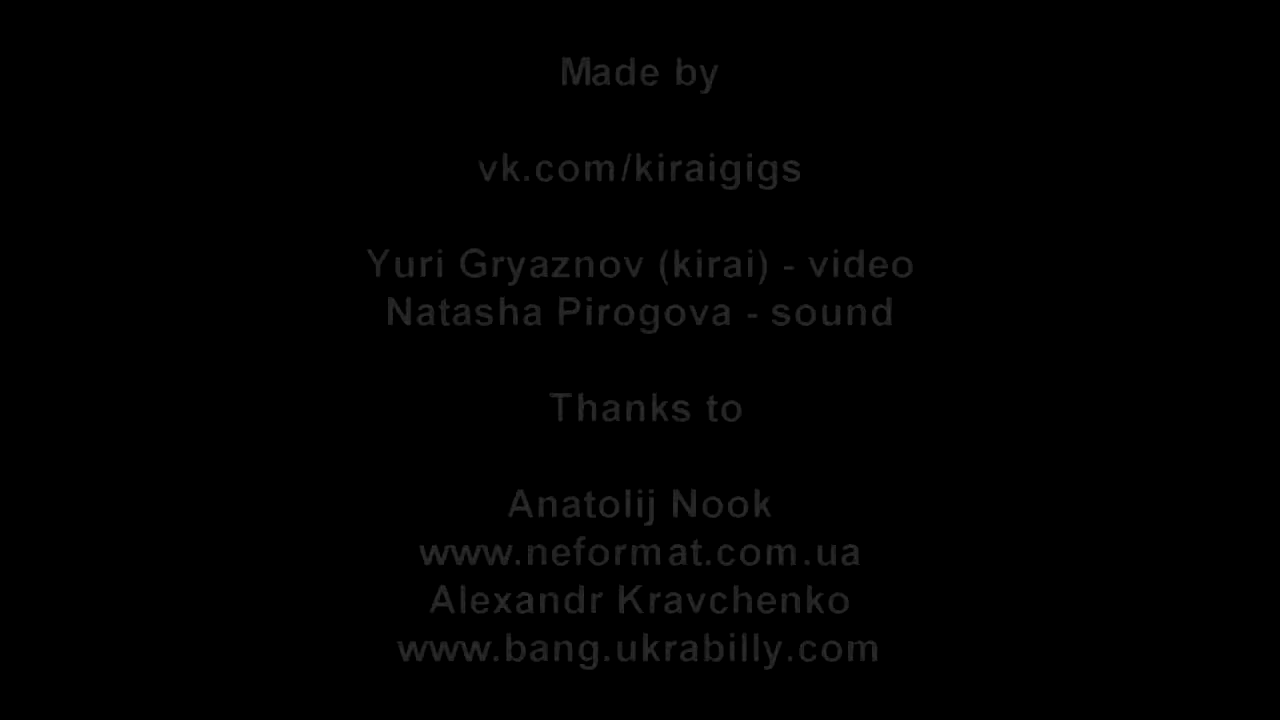 Made by
vk.com/kiraigigs
Yuri Gryaznov (kirai) - video
Natasha Pirogova - sound
Thanks to
Anatolij Nook
www.neformat.com.ua
Alexandr Kravchenko
www.bang.ukrabilly.com